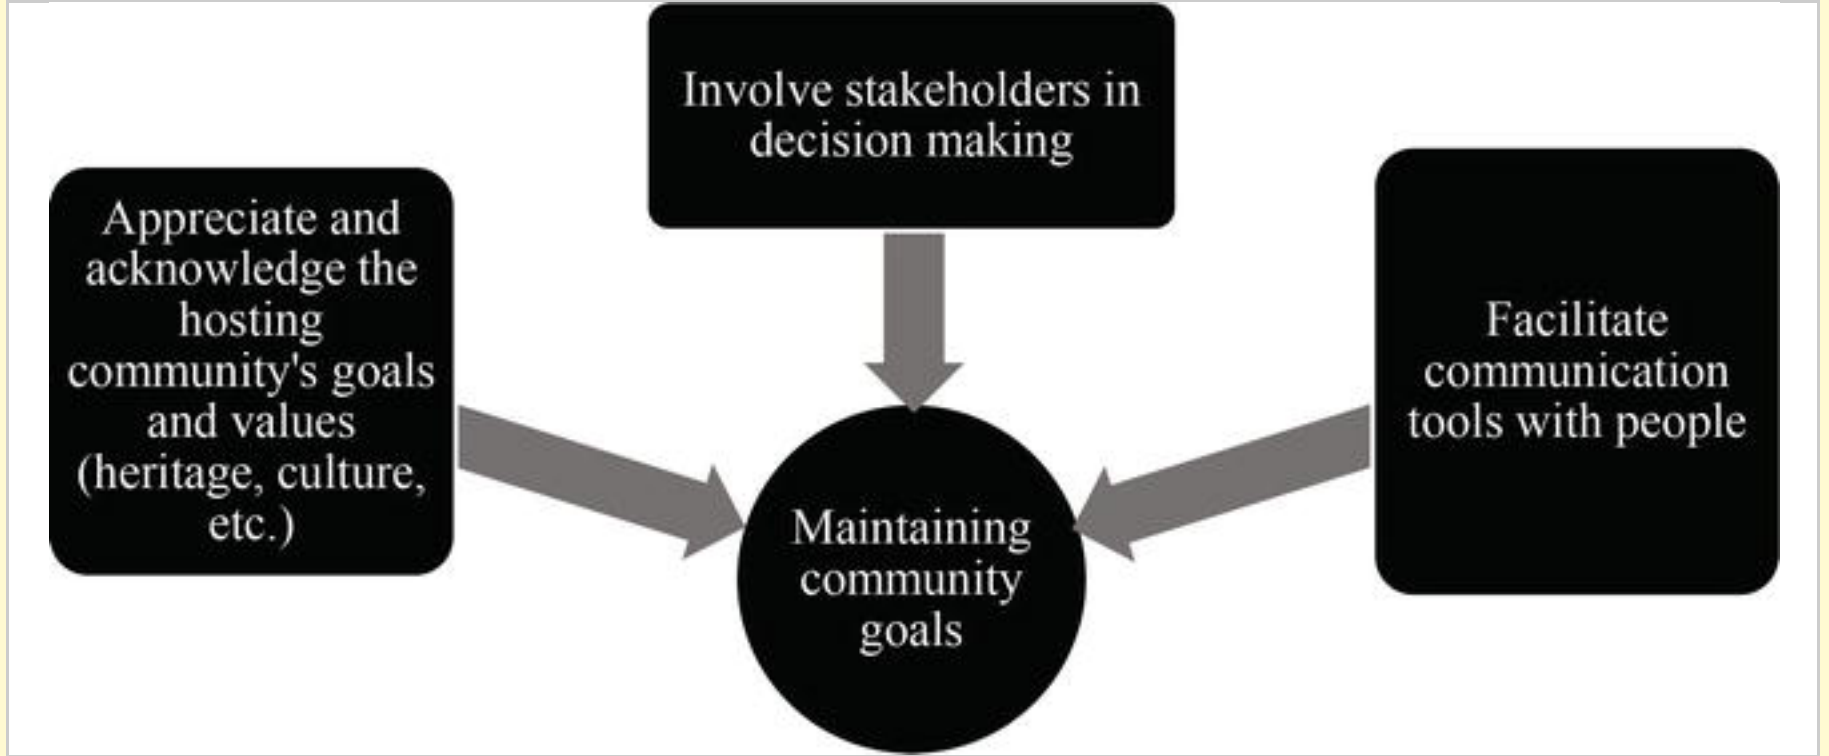 Involve stakeholders in
decision making
Appreciate and
acknowledge the
hosting
community's goals
and values
(heritage, culture,
etc.)
Facilitate
communication
tools with people
Maintaining
community
goals